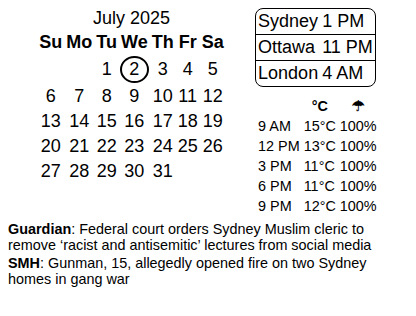 July 2025
Su Mo Tu We Th Fr Sa
1 2 3 4 5
6 7 8 9 10 11 12
13 14 15 16 17 18 19
20 21 22 23 24 25 26
27 28 29 30 31
Sydney 1 PM
Ottawa 11 PM
London 4 AM
°C ☂
9 AM 15°C 100%
12 PM 13°C 100%
3 PM 11°C 100%
6 PM 11°C 100%
9 PM 12°C 100%
Guardian: Federal court orders Sydney Muslim cleric to
remove ‘racist and antisemitic’ lectures from social media
SMH: Gunman, 15, allegedly opened fire on two Sydney
homes in gang war